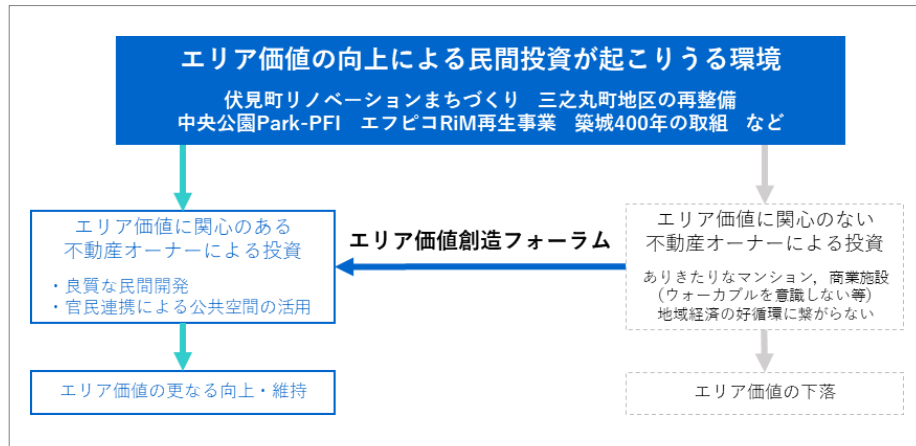 エリア価値の向上による民間投資が起こりうる環境
伏見町リノベーションまちづくり 三之丸町地区の再整備
中央公園Park-PFI エフピコRiM再生事業 築城400年の取組 など
エリア価値に関心のある
不動産オーナーによる投資
・良質な民間開発
・官民連携による公共空間の活用
エリア価値創造フォーラム
エリア価値に関心のない
不動産オーナーによる投資
ありきたりなマンション，商業施設
（ウォーカブルを意識しない等）
地域経済の好循環に繋がらない
エリア価値の更なる向上・維持
エリア価値の下落